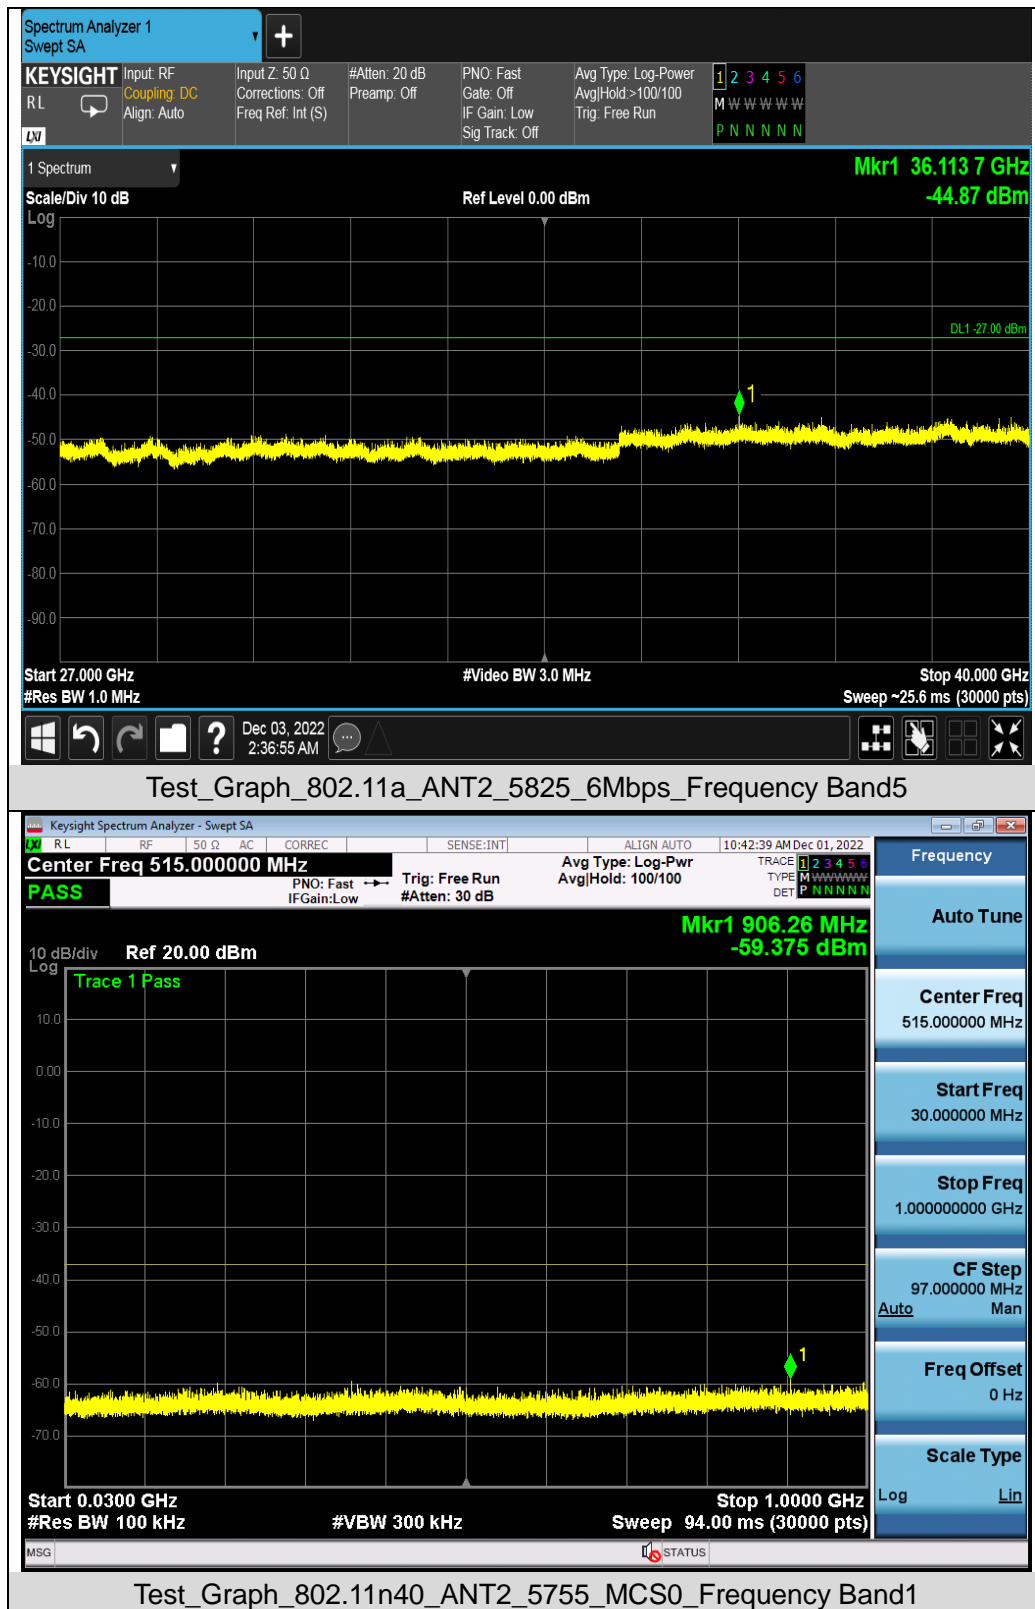 Spectrum Analyzer 1
Swept SA
KEYSIGHT
R L
LXI
Input: RF
Coupling: DC
Align: Auto
Input Z: 50 Ω
Corrections: Off
Freq Ref: Int (S)
#Atten: 20 dB
Preamp: Off
PNO: Fast
Gate: Off
IF Gain: Low
Sig Track: Off
Avg Type: Log-Power
Avg|Hold:>100/100
Trig: Free Run
1 2 3 4 5 6
M W W W W W
P N N N N N
1 Spectrum
Mkr1 36.113 7 GHz
Scale/Div 10 dB
Ref Level 0.00 dBm
-44.87 dBm
Log
-10.0
-20.0
DL1 -27.00 dBm
-30.0
-40.0
1
-50.0
-60.0
-70.0
-80.0
-90.0
Start 27.000 GHz
#Video BW 3.0 MHz
Stop 40.000 GHz
#Res BW 1.0 MHz
Sweep ~25.6 ms (30000 pts)
?
Dec 03, 2022
2:36:55 AM
Test_Graph_802.11a_ANT2_5825_6Mbps_Frequency Band5
Keysight Spectrum Analyzer - Swept SA
LXI
R L
RF
50 Ω
AC
CORREC
SENSE:INT
ALIGN AUTO
10:42:39 AM Dec 01, 2022
Center Freq 515.000000 MHz
PASS
PNO: Fast
IFGain:Low
Trig: Free Run
#Atten: 30 dB
Avg Type: Log-Pwr
Avg|Hold: 100/100
TRACE 1 2 3 4 5 6
TYPE M W W W W W
DET P N N N N N
Mkr1 906.26 MHz
-59.375 dBm
10 dB/div
Ref 20.00 dBm
Log
Trace 1 Pass
10.0
0.00
-10.0
-20.0
-30.0
-40.0
-50.0
1
-60.0
-70.0
Start 0.0300 GHz
Stop 1.0000 GHz
#Res BW 100 kHz
#VBW 300 kHz
Sweep 94.00 ms (30000 pts)
MSG
STATUS
Frequency
Auto Tune
Center Freq
515.000000 MHz
Start Freq
30.000000 MHz
Stop Freq
1.000000000 GHz
CF Step
97.000000 MHz
Auto Man
Freq Offset
0 Hz
Scale Type
Log Lin
Test_Graph_802.11n40_ANT2_5755_MCS0_Frequency Band1